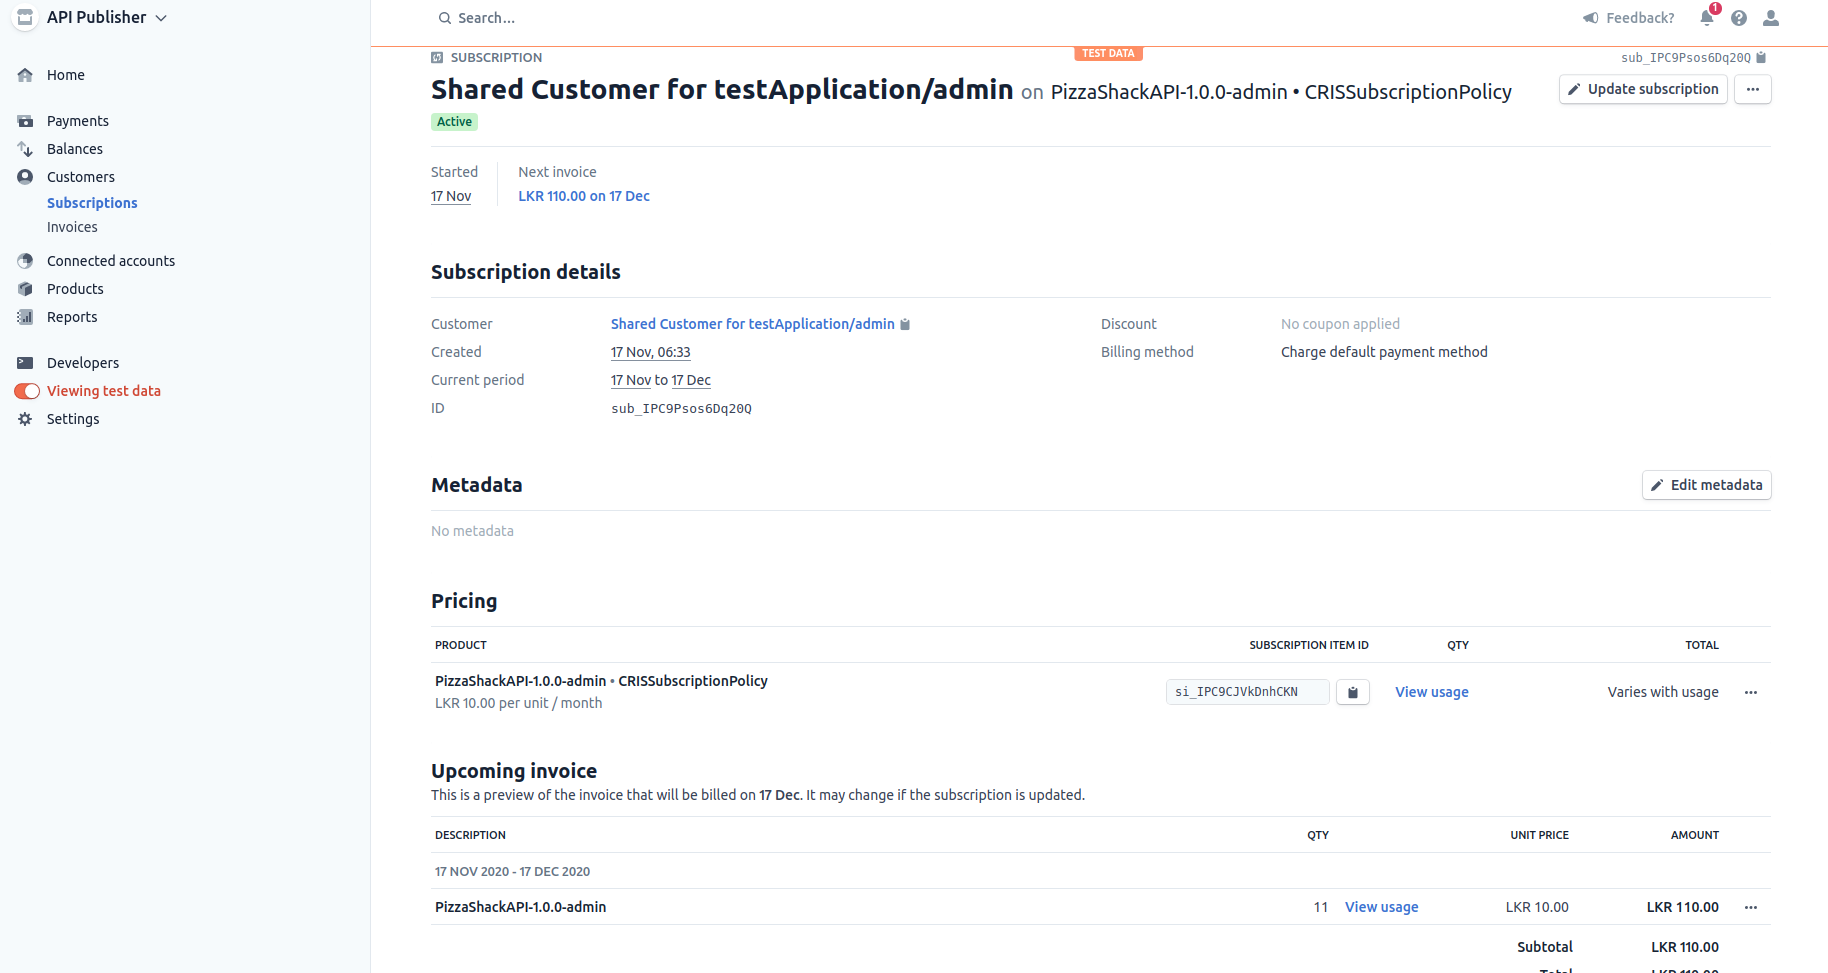 API Publisher
Home
Payments
Balances
Customers
Subscriptions
Invoices
Connected accounts
Products
Reports
Developers
Viewing test data
Settings
Search...
Feedback?
1
TEST DATA
SUBSCRIPTION
sub_IPC9Psos6Dq20Q
Shared Customer for testApplication/admin on PizzaShackAPI-1.0.0-admin • CRISSubscriptionPolicy
Update subscription
Active
Started
17 Nov
Next invoice
LKR 110.00 on 17 Dec
Subscription details
Customer
Shared Customer for testApplication/admin
Created
17 Nov, 06:33
Current period
17 Nov to 17 Dec
ID
sub_IPC9Psos6Dq20Q
Discount
No coupon applied
Billing method
Charge default payment method
Metadata
Edit metadata
No metadata
Pricing
PRODUCT SUBSCRIPTION ITEM ID QTY TOTAL
PizzaShackAPI-1.0.0-admin • CRISSubscriptionPolicy
LKR 10.00 per unit / month
si_IPC9CJVkDnhCKN
View usage
Varies with usage
Upcoming invoice
This is a preview of the invoice that will be billed on 17 Dec. It may change if the subscription is updated.
DESCRIPTION QTY UNIT PRICE AMOUNT
17 NOV 2020 - 17 DEC 2020
PizzaShackAPI-1.0.0-admin 11 View usage LKR 10.00 LKR 110.00
Subtotal LKR 110.00
Total LKR 110.00